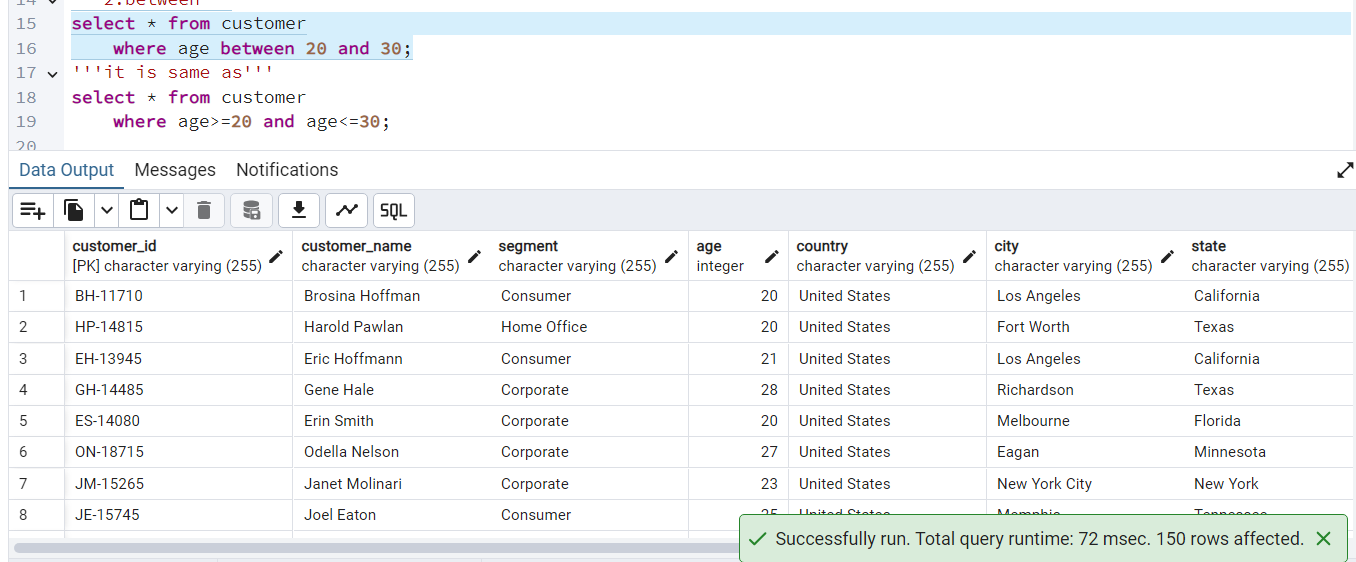 14 2.between
15 select * from customer
16 where age between 20 and 30;
17 '''it is same as'''
18 select * from customer
19 where age>=20 and age<=30;
20
Data Output Messages Notifications
SQL
customer_id customer_name segment age country city state
[PK] character varying (255) character varying (255) character varying (255) integer character varying (255) character varying (255) character varying (255)
1 BH-11710 Brosina Hoffman Consumer 20 United States Los Angeles California
2 HP-14815 Harold Pawlan Home Office 20 United States Fort Worth Texas
3 EH-13945 Eric Hoffmann Consumer 21 United States Los Angeles California
4 GH-14485 Gene Hale Corporate 28 United States Richardson Texas
5 ES-14080 Erin Smith Corporate 20 United States Melbourne Florida
6 ON-18715 Odella Nelson Corporate 27 United States Eagan Minnesota
7 JM-15265 Janet Molinari Corporate 23 United States New York City New York
8 JE-15745 Joel Eaton Consumer 25 United States Memphis Tennessee
Successfully run. Total query runtime: 72 msec. 150 rows affected.